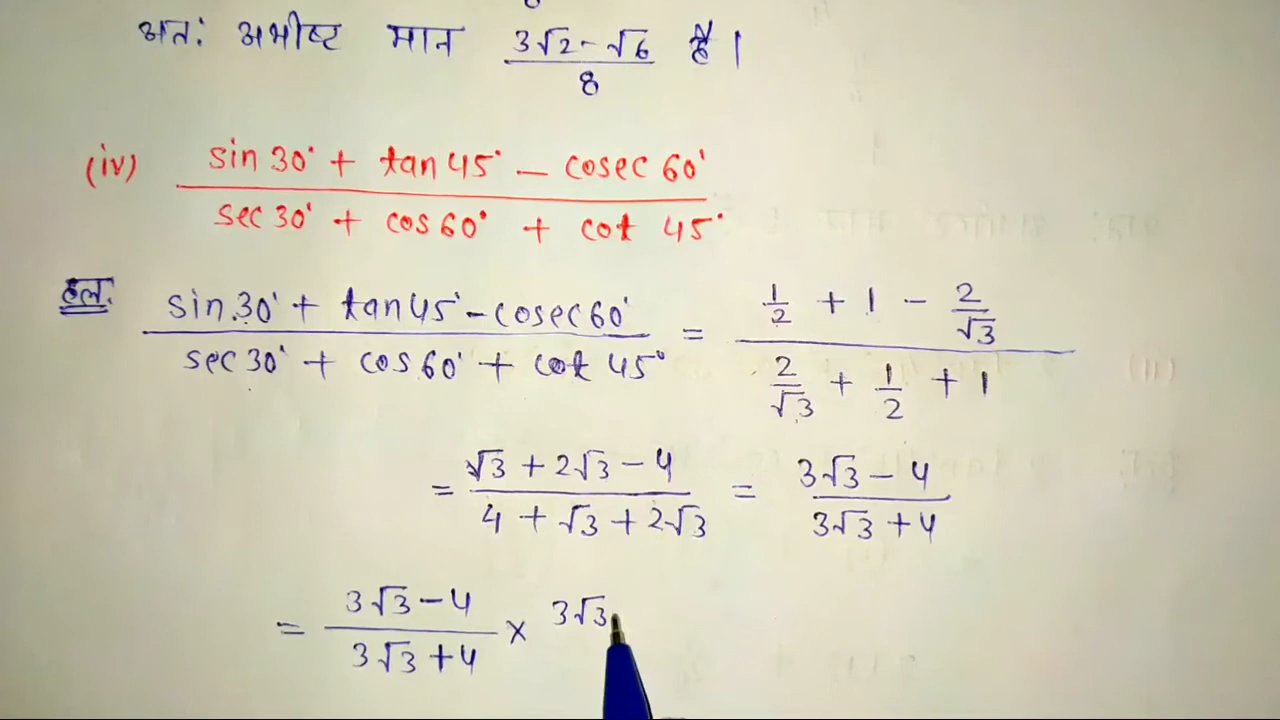 अतः अभीष्ट मान (3√2-√6)/8 है।
(iv) (sin 30° + tan 45° - cosec 60°)/(sec 30° + cos 60° + cot 45°)
हलः (sin 30° + tan 45° - cosec 60°)/(sec 30° + cos 60° + cot 45°) = (1/2 + 1 - 2/√3)/(2/√3 + 1/2 + 1)
= (√3 + 2√3 - 4)/(4 + √3 + 2√3) = (3√3 - 4)/(3√3 + 4)
= (3√3 - 4)/(3√3 + 4) × 3√3